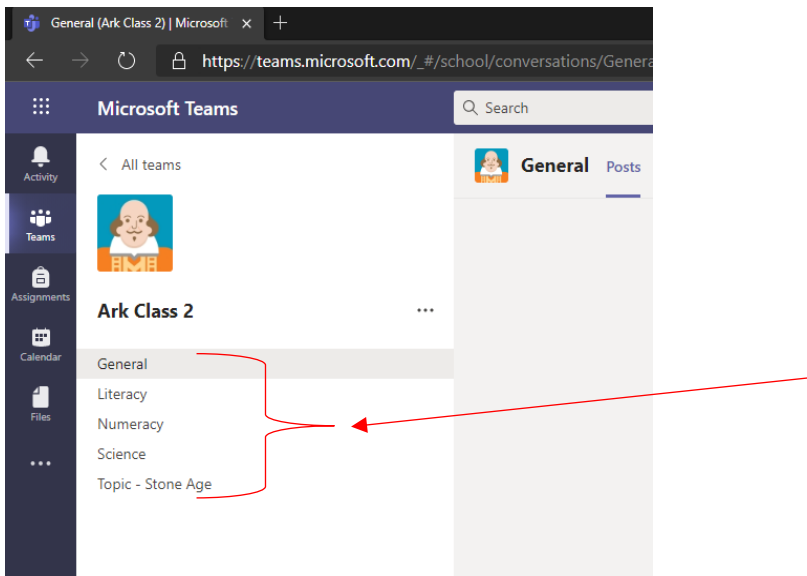 General (Ark Class 2) | Microsoft
https://teams.microsoft.com/_#/school/conversations/Genera
Microsoft Teams
Search
Activity
All teams
General Posts
Teams
Assignments
Ark Class 2
Calendar
General
Literacy
Files
Numeracy
Science
Topic - Stone Age